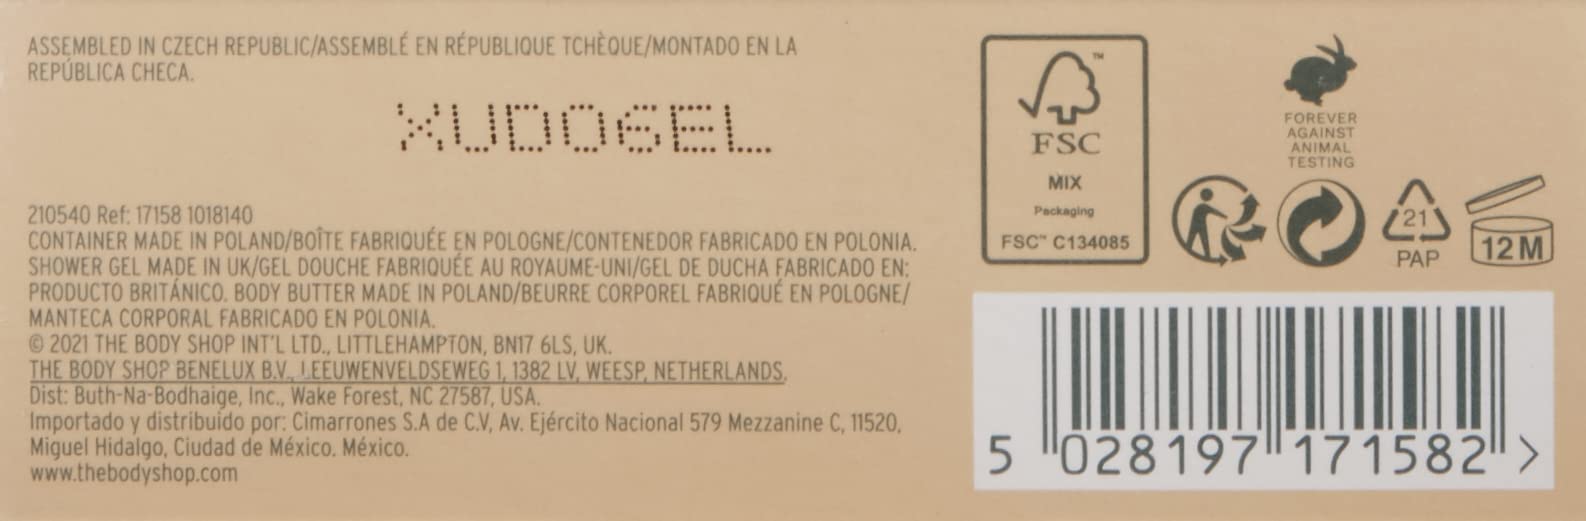 ASSEMBLED IN CZECH REPUBLIC/ASSEMBLÉ EN RÉPUBLIQUE TCHÈQUE/MONTADO EN LA
REPÚBLICA CHECA.
XUD06EL
210540 Ref: 17158 1018140
CONTAINER MADE IN POLAND/BOÎTE FABRIQUÉE EN POLOGNE/CONTENEDOR FABRICADO EN POLONIA.
SHOWER GEL MADE IN UK/GEL DOUCHE FABRIQUÉE AU ROYAUME-UNI/GEL DE DUCHA FABRICADO EN:
PRODUCTO BRITÁNICO. BODY BUTTER MADE IN POLAND/BEURRE CORPOREL FABRIQUÉ EN POLOGNE/
MANTECA CORPORAL FABRICADO EN POLONIA.
© 2021 THE BODY SHOP INT'L LTD., LITTLEHAMPTON, BN17 6LS, UK.
THE BODY SHOP BENELUX B.V., LEEUWENVELDSEWEG 1, 1382 LV, WEESP, NETHERLANDS.
Dist: Buth-Na-Bodhaige, Inc., Wake Forest, NC 27587, USA.
Importado y distribuido por: Cimarrones S.A de C.V, Av. Ejército Nacional 579 Mezzanine C, 11520,
Miguel Hidalgo, Ciudad de México. México.
www.thebodyshop.com
™
FSC
MIX
Packaging
FSC™ C134085
FOREVER
AGAINST
ANIMAL
TESTING
21
PAP
12 M
5 028197 171582 >